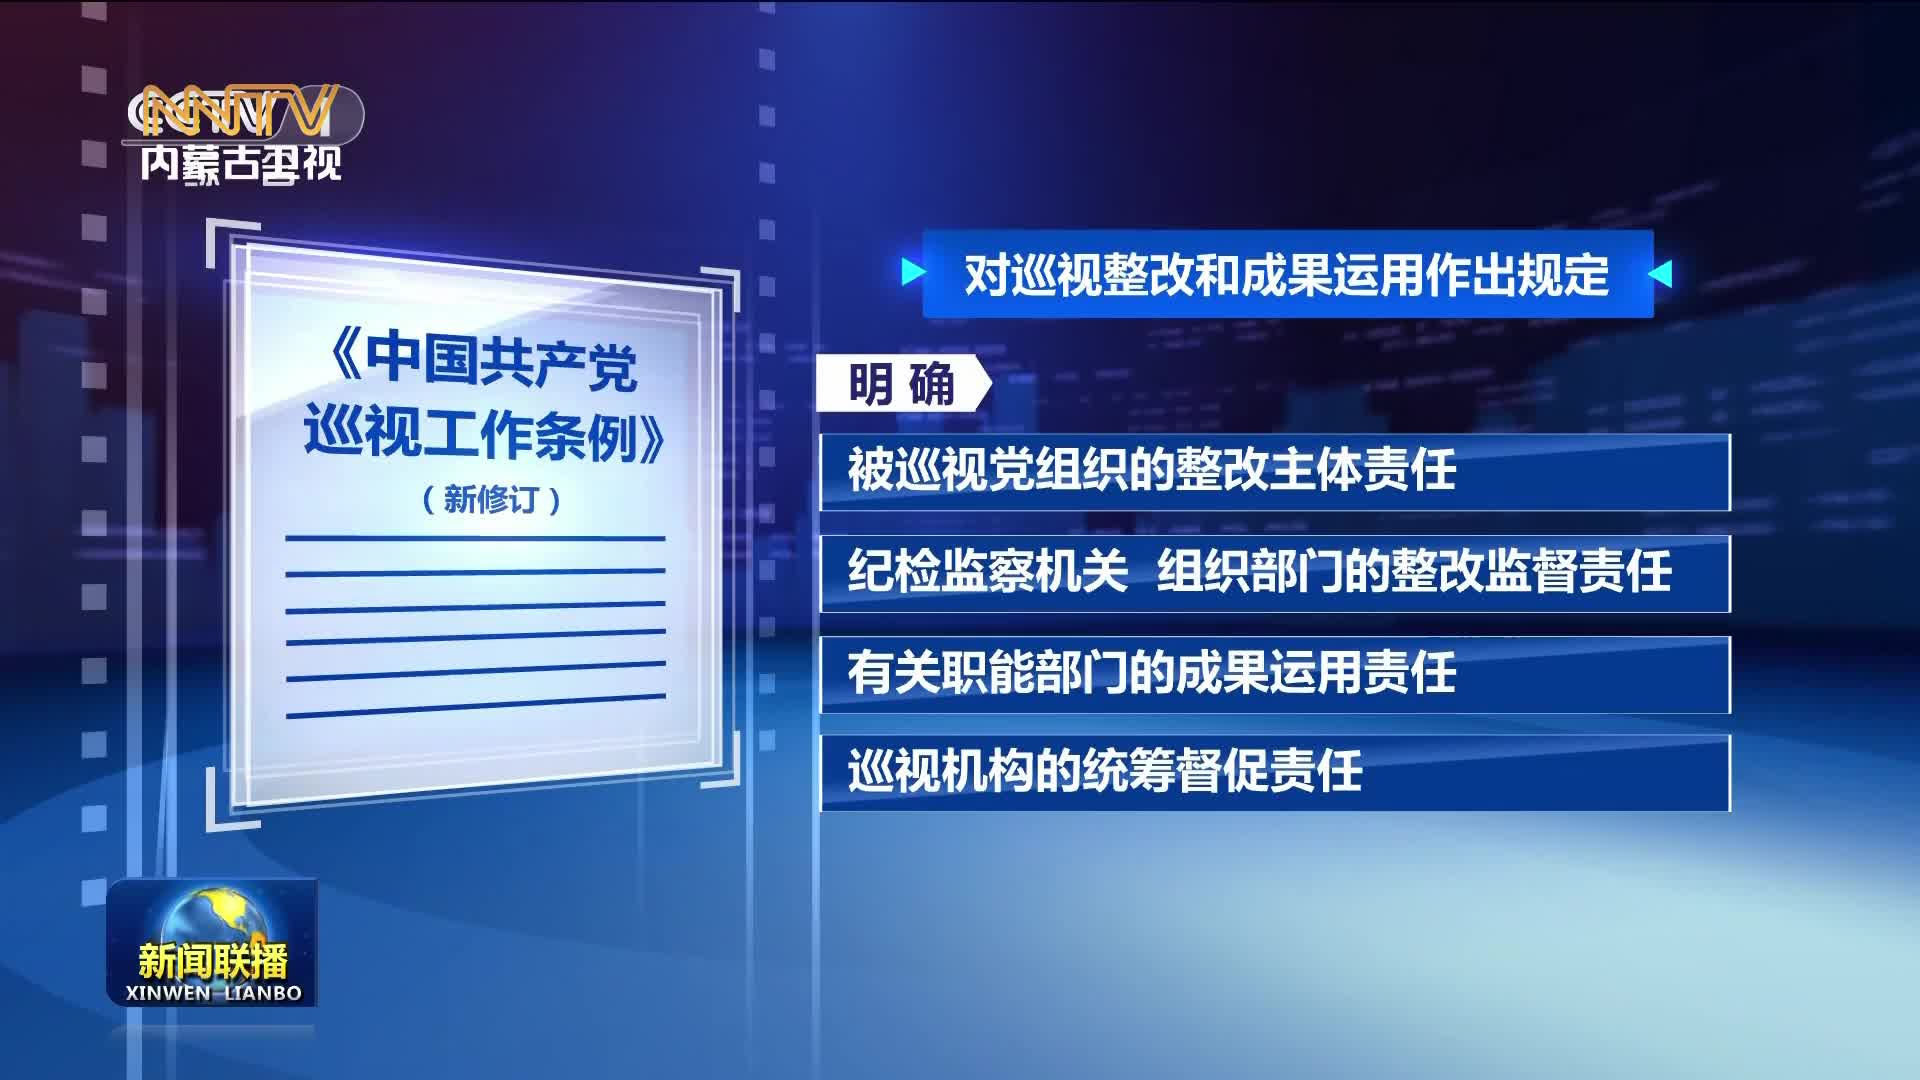 内蒙古卫视
《中国共产党
巡视工作条例》
（新修订）
对巡视整改和成果运用作出规定
明 确
被巡视党组织的整改主体责任
纪检监察机关 组织部门的整改监督责任
有关职能部门的成果运用责任
巡视机构的统筹督促责任
新闻联播
XINWEN LIANBO